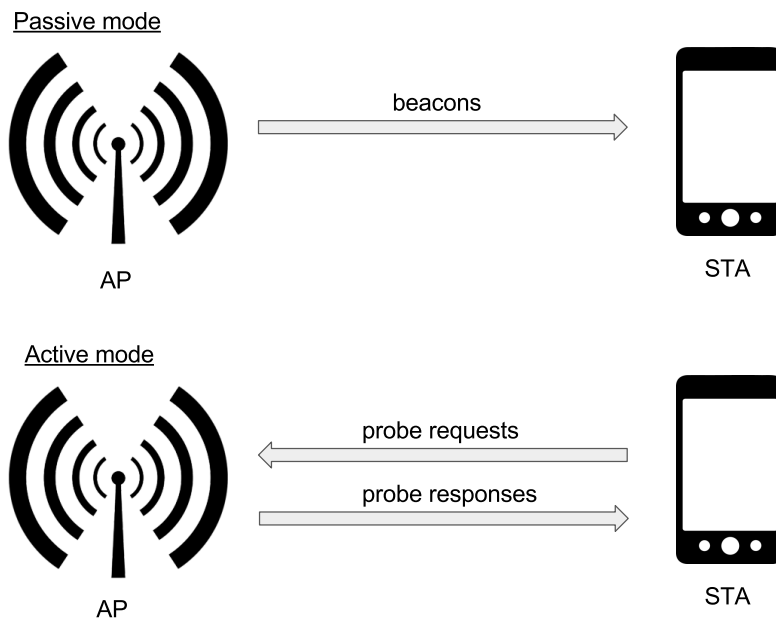 Passive mode
beacons
AP
STA
Active mode
probe requests
probe responses
AP
STA